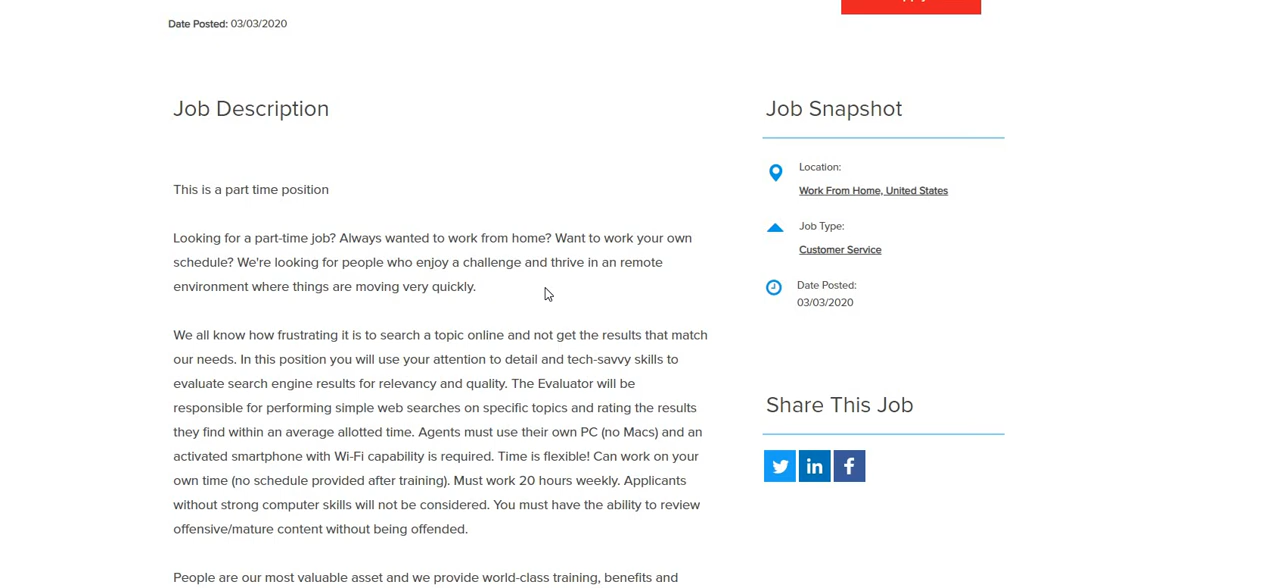 Date Posted: 03/03/2020
Job Description
This is a part time position
Looking for a part-time job? Always wanted to work from home? Want to work your own
schedule? We're looking for people who enjoy a challenge and thrive in an remote
environment where things are moving very quickly.
We all know how frustrating it is to search a topic online and not get the results that match
our needs. In this position you will use your attention to detail and tech-savvy skills to
evaluate search engine results for relevancy and quality. The Evaluator will be
responsible for performing simple web searches on specific topics and rating the results
they find within an average allotted time. Agents must use their own PC (no Macs) and an
activated smartphone with Wi-Fi capability is required. Time is flexible! Can work on your
own time (no schedule provided after training). Must work 20 hours weekly. Applicants
without strong computer skills will not be considered. You must have the ability to review
offensive/mature content without being offended.
People are our most valuable asset and we provide world-class training, benefits and
Job Snapshot
Location:
Work From Home, United States
Job Type:
Customer Service
Date Posted:
03/03/2020
Share This Job
in
f